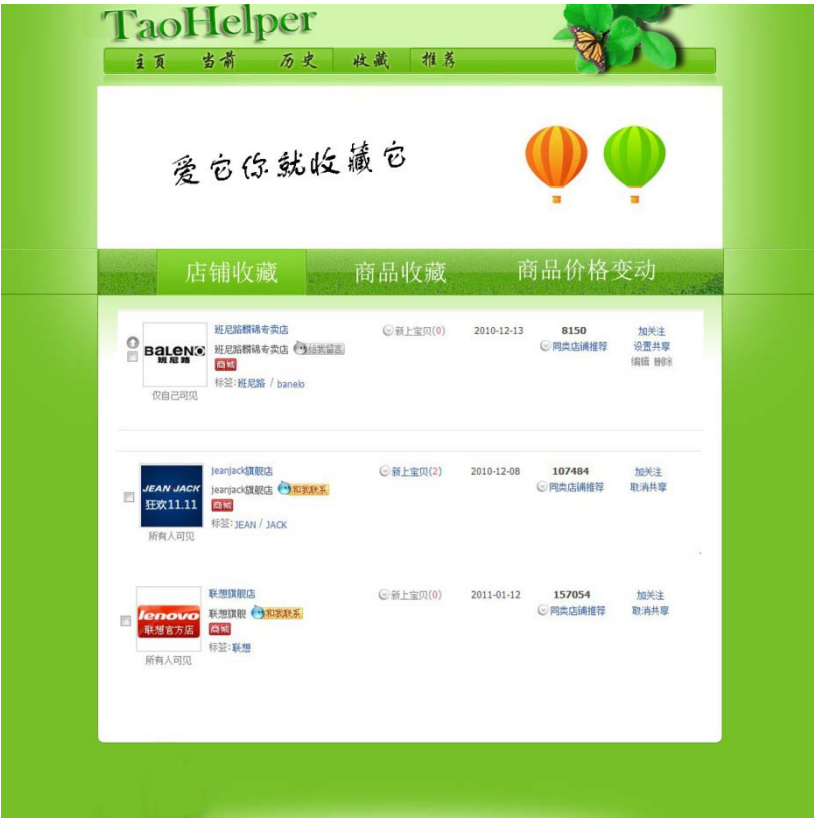 TaoHelper
主页 当前 历史 收藏 推荐
爱它你就收藏它
店铺收藏 商品收藏 商品价格变动
班尼路麟锦专卖店 新上宝贝(0) 2010-12-13 8150 加关注
BALENO 班尼路 班尼路麟锦专卖店 给我留言 同类店铺推荐 设置共享
商城 编辑 删除
标签:班尼路 / banelo
仅自己可见
jeanjack旗舰店 新上宝贝(2) 2010-12-08 107484 加关注
JEAN JACK jeanjack旗舰店 和我联系 同类店铺推荐 取消共享
狂欢11.11 商城
标签:JEAN / JACK
所有人可见
联想旗舰店 新上宝贝(0) 2011-01-12 157054 加关注
lenovo 联想旗舰 和我联系 同类店铺推荐 取消共享
联想官方店 商城
标签:联想
所有人可见